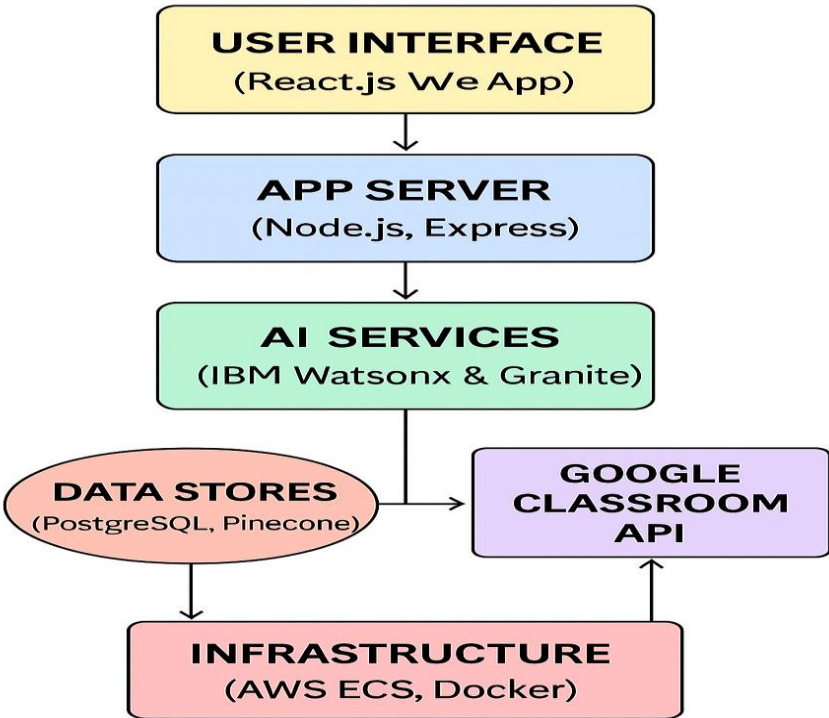 USER INTERFACE
(React.js We App)
APP SERVER
(Node.js, Express)
AI SERVICES
(IBM Watsonx & Granite)
DATA STORES
(PostgreSQL, Pinecone)
GOOGLE
CLASSROOM
API
INFRASTRUCTURE
(AWS ECS, Docker)